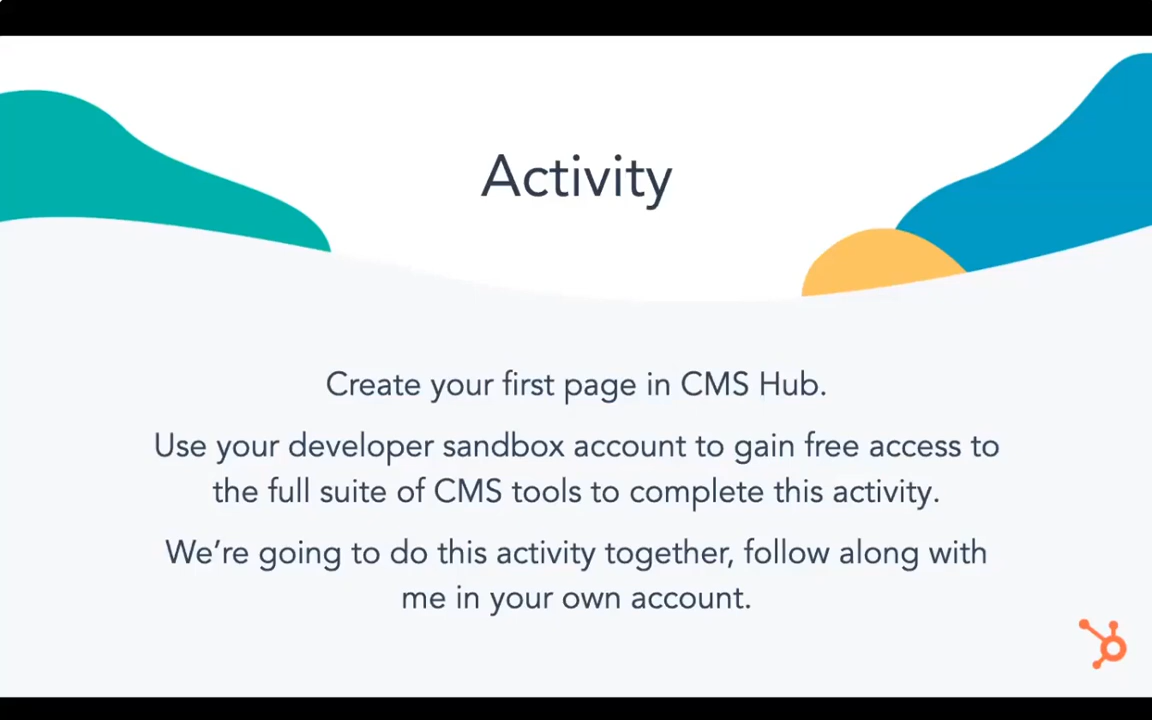 Activity
Create your first page in CMS Hub.
Use your developer sandbox account to gain free access to
the full suite of CMS tools to complete this activity.
We’re going to do this activity together, follow along with
me in your own account.